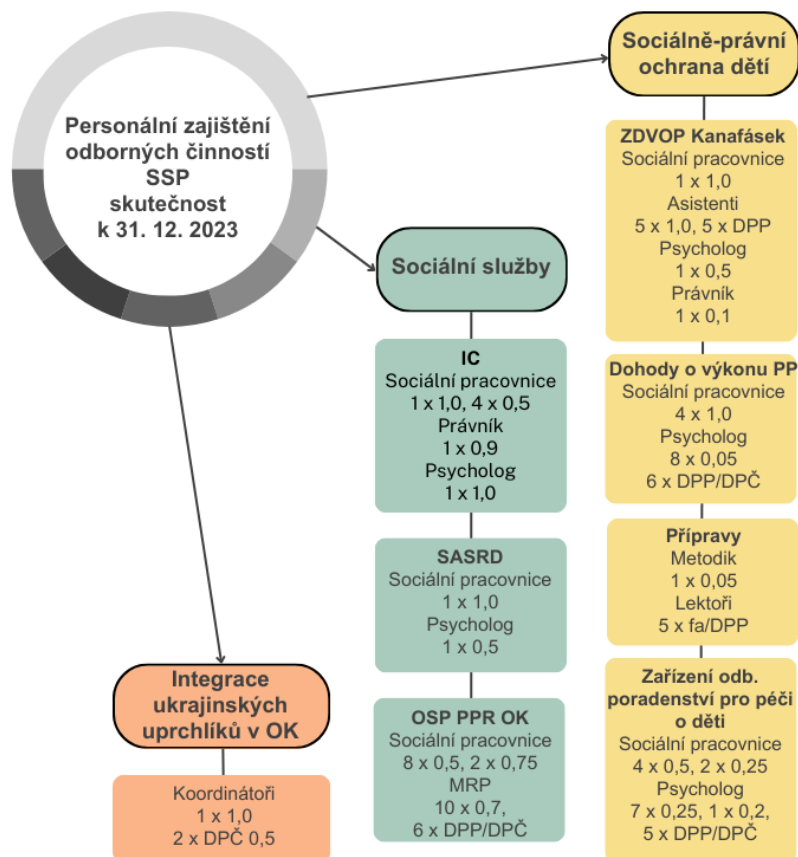 Personální zajištění
odborných činností
SSP
skutečnost
k 31. 12. 2023
Sociálně-právní
ochrana dětí
ZDVOP Kanafásek
Sociální pracovnice
1 x 1,0
Asistenti
5 x 1,0, 5 x DPP
Psycholog
1 x 0,5
Právník
1 x 0,1
Dohody o výkonu PP
Sociální pracovnice
4 x 1,0
Psycholog
8 x 0,05
6 x DPP/DPČ
Přípravy
Metodik
1 x 0,05
Lektoři
5 x fa/DPP
Zařízení odb.
poradenství pro péči
o děti
Sociální pracovnice
4 x 0,5, 2 x 0,25
Psycholog
7 x 0,25, 1 x 0,2,
5 x DPP/DPČ
Sociální služby
IC
Sociální pracovnice
1 x 1,0, 4 x 0,5
Právník
1 x 0,9
Psycholog
1 x 1,0
SASRD
Sociální pracovnice
1 x 1,0
Psycholog
1 x 0,5
OSP PPR OK
Sociální pracovnice
8 x 0,5, 2 x 0,75
MRP
10 x 0,7,
6 x DPP/DPČ
Integrace
ukrajinských
uprchlíků v OK
Koordinátoři
1 x 1,0
2 x DPČ 0,5